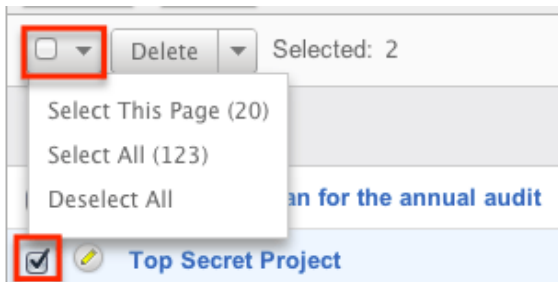 Delete Selected: 2
Select This Page (20)
Select All (123)
Deselect All
for the annual audit
Top Secret Project